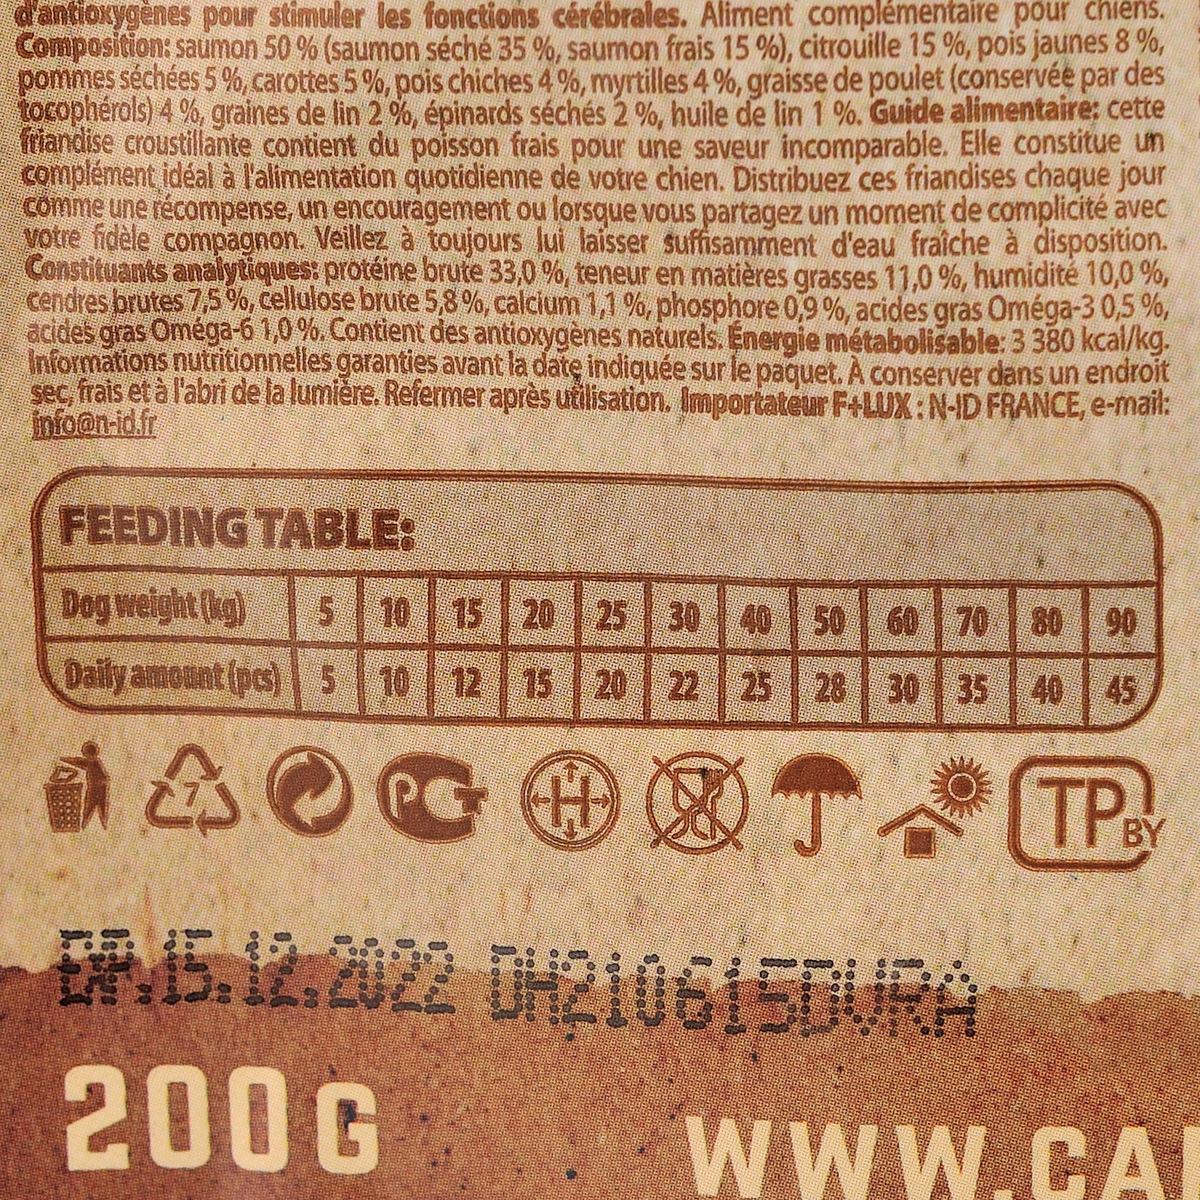 d'antioxygènes pour stimuler les fonctions cérébrales. Aliment complémentaire pour chiens.
Composition: saumon 50 % (saumon séché 35 %, saumon frais 15 %), citrouille 15 %, pois jaunes 8 %,
pommes séchées 5 %, carottes 5 %, pois chiches 4 %, myrtilles 4 %, graisse de poulet (conservée par des
tocophérols) 4 %, graines de lin 2 %, épinards séchés 2 %, huile de lin 1 %. Guide alimentaire: cette
friandise croustillante contient du poisson frais pour une saveur incomparable. Elle constitue un
complément idéal à l'alimentation quotidienne de votre chien. Distribuez ces friandises chaque jour
comme une récompense, un encouragement ou lorsque vous partagez un moment de complicité avec
votre fidèle compagnon. Veillez à toujours lui laisser suffisamment d'eau fraîche à disposition.
Constituants analytiques: protéine brute 33,0 %, teneur en matières grasses 11,0 %, humidité 10,0 %,
cendres brutes 7,5 %, cellulose brute 5,8 %, calcium 1,1 %, phosphore 0,9 %, acides gras Oméga-3 0,5 %,
acides gras Oméga-6 1,0 %. Contient des antioxygènes naturels. Énergie métabolisable: 3 380 kcal/kg.
Informations nutritionnelles garanties avant la date indiquée sur le paquet. À conserver dans un endroit
sec, frais et à l'abri de la lumière. Refermer après utilisation. Importateur F+LUX : N-ID FRANCE, e-mail:
info@n-id.fr
FEEDING TABLE:
Dog weight (kg) 5 10 15 20 25 30 40 50 60 70 80 90
Daily amount (pcs) 5 10 12 15 20 22 25 28 30 35 40 45
7 PCT H TP BY
15.12.2022 DH210615DVRA
200G
WWW.CA